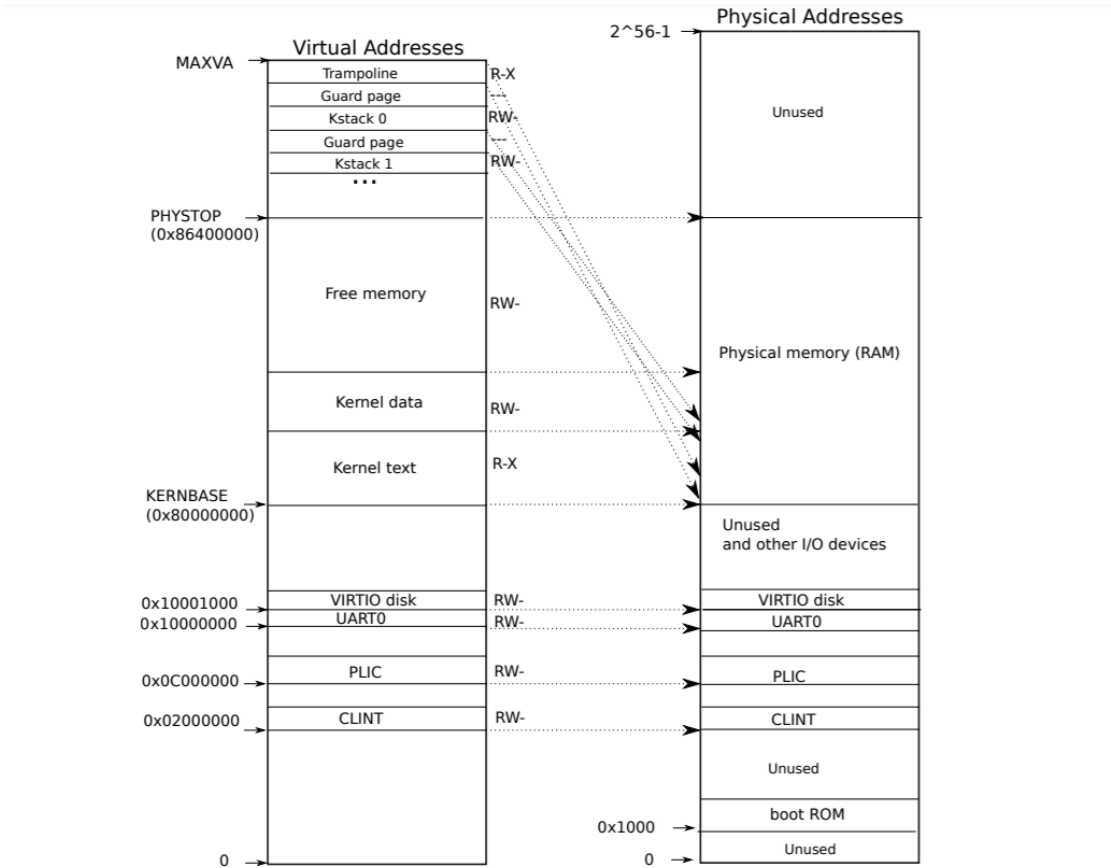 Physical Addresses
2^56-1
Virtual Addresses
MAXVA
Trampoline
R-X
Guard page
---
Unused
Kstack 0
RW-
Guard page
---
Kstack 1
RW-
...
PHYSTOP
(0x86400000)
Free memory
RW-
Physical memory (RAM)
Kernel data
RW-
Kernel text
R-X
KERNBASE
(0x80000000)
Unused
and other I/O devices
0x10001000
VIRTIO disk
RW-
VIRTIO disk
0x10000000
UART0
RW-
UART0
0x0C000000
PLIC
RW-
PLIC
0x02000000
CLINT
RW-
CLINT
Unused
boot ROM
0x1000
Unused
0
0